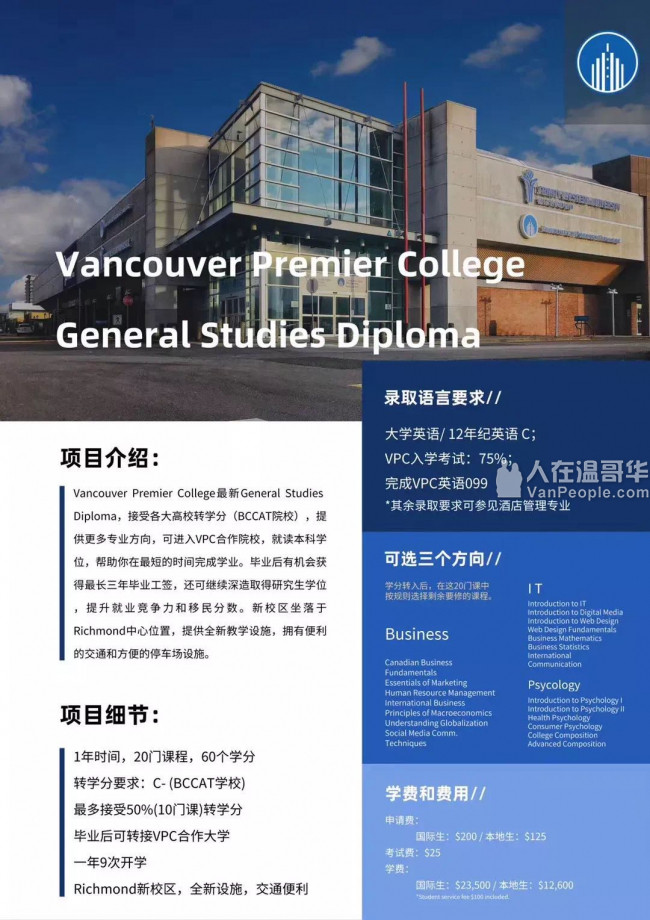 Vancouver Premier College
General Studies Diploma
项目介绍：
Vancouver Premier College最新General Studies
Diploma，接受各大高校转学分（BCCAT院校），提
供更多专业方向，可进入VPC合作院校，就读本科学
位，帮助你在最短的时间完成学业。毕业后有机会获
得最长三年毕业工签，还可继续深造取得研究生学位
，提升就业竞争力和移民分数。新校区坐落于
Richmond中心位置，提供全新教学设施，拥有便利
的交通和方便的停车场设施。
项目细节：
1年时间，20门课程，60个学分
转学分要求：C- (BCCAT学校)
最多接受50%(10门课)转学分
毕业后可转接VPC合作大学
一年9次开学
Richmond新校区，全新设施，交通便利
录取语言要求//
大学英语/ 12年纪英语 C；
VPC入学考试：75%；
完成VPC英语099
*其余录取要求可参见酒店管理专业
人在温哥华
VanPeople.com
可选三个方向//
学分转入后，在这20门课中
按规则选择剩余要修的课程。
Business
Canadian Business
Fundamentals
Essentials of Marketing
Human Resource Management
International Business
Principles of Macroeconomics
Understanding Globalization
Social Media Comm.
Techniques
IT
Introduction to IT
Introduction to Digital Media
Introduction to Web Design
Web Design Fundamentals
Business Mathematics
Business Statistics
International
Communication
Psycology
Introduction to Psychology I
Introduction to Psychology II
Health Psychology
Consumer Psychology
College Composition
Advanced Composition
学费和费用//
申请费：
国际生：$200 / 本地生：$125
考试费：$25
学费：
国际生：$23,500 / 本地生：$12,600
*Student service fee $100 included.